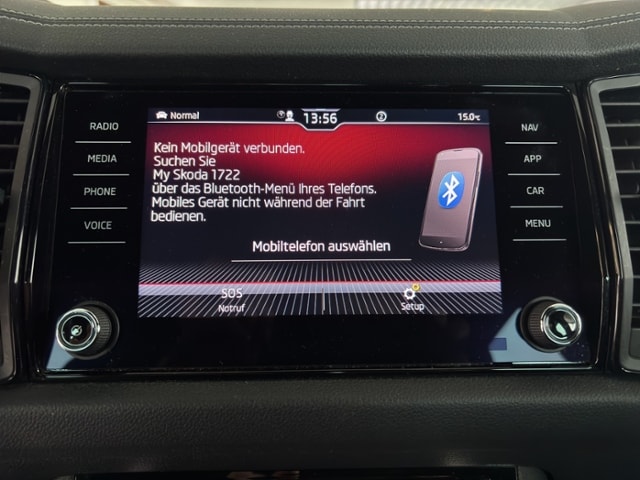 Normal
13:56
2
15.0°C
RADIO
MEDIA
PHONE
VOICE
Kein Mobilgerät verbunden.
Suchen Sie
My Skoda 1722
über das Bluetooth-Menü Ihres Telefons.
Mobiles Gerät nicht während der Fahrt
bedienen.
Mobiltelefon auswählen
SOS
Notruf
Setup
NAV
APP
CAR
MENU